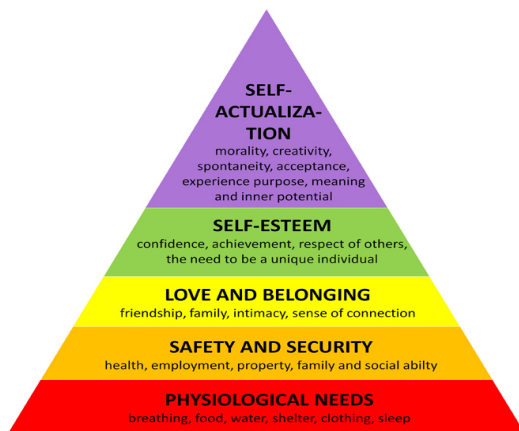 SELF-
ACTUALIZA-
TION
morality, creativity,
spontaneity, acceptance,
experience purpose, meaning
and inner potential
SELF-ESTEEM
confidence, achievement, respect of others,
the need to be a unique individual
LOVE AND BELONGING
friendship, family, intimacy, sense of connection
SAFETY AND SECURITY
health, employment, property, family and social abilty
PHYSIOLOGICAL NEEDS
breathing, food, water, shelter, clothing, sleep